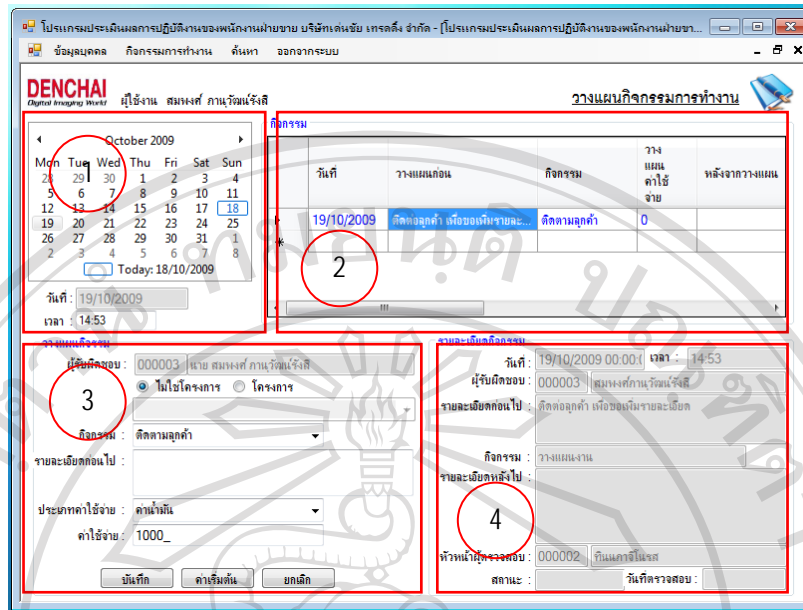 โปรแกรมประเมินผลการปฏิบัติงานของพนักงานฝ่ายขาย บริษัทเด่นชัย เทรดดิ้ง จำกัด - [โปรแกรมประเมินผลการปฏิบัติงานของพนักงานฝ่ายขา...
ข้อมูลบุคคล กิจกรรมการทำงาน ค้นหา ออกจากระบบ
DENCHAI
Digital Imaging World
ผู้ใช้งาน สมพงศ์ ภานุวัฒน์รังสี
วางแผนกิจกรรมการทำงาน
October 2009
Mon Tue Wed Thu Fri Sat Sun
28 29 30 1 2 3 4
5 6 7 8 9 10 11
12 13 14 15 16 17 18
19 20 21 22 23 24 25
26 27 28 29 30 31 1
2 3 4 5 6 7 8
Today: 18/10/2009
วันที่ : 19/10/2009
เวลา : 14:53
1
กิจกรรม
วันที่ วางแผนก่อน กิจกรรม วางแผนค่าใช้จ่าย หลังจากวางแผน
19/10/2009 ติดต่อลูกค้า เพื่อขอเพิ่มรายละ... ติดตามลูกค้า 0
2
วางแผนกิจกรรม
ผู้รับผิดชอบ : 000003 นาย สมพงศ์ ภานุวัฒน์รังสี
ไม่ใช่โครงการ โครงการ
3
กิจกรรม : ติดตามลูกค้า
รายละเอียดก่อนไป :
ประเภทค่าใช้จ่าย : ค่าน้ำมัน
ค่าใช้จ่าย : 1000_
บันทึก ค่าเริ่มต้น ยกเลิก
รายละเอียดกิจกรรม
วันที่ : 19/10/2009 00:00:( เวลา : 14:53
ผู้รับผิดชอบ : 000003 สมพงศ์ภานุวัฒน์รังสี
รายละเอียดก่อนไป : ติดต่อลูกค้า เพื่อขอเพิ่มรายละเอียด
กิจกรรม : วางแผนงาน
รายละเอียดหลังไป :
4
หัวหน้าผู้ตรวจสอบ : 000002
สถานะ : วันที่ตรวจสอบ :